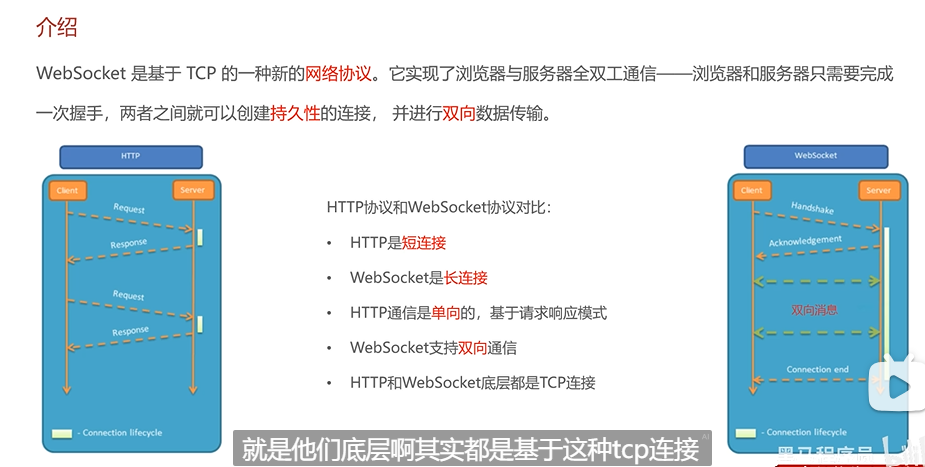 介绍
WebSocket 是基于 TCP 的一种新的网络协议。它实现了浏览器与服务器全双工通信——浏览器和服务器只需要完成
一次握手，两者之间就可以创建持久性的连接， 并进行双向数据传输。
HTTP
Client
Server
Request
Response
Request
Response
- Connection lifecycle
HTTP协议和WebSocket协议对比：
• HTTP是短连接
• WebSocket是长连接
• HTTP通信是单向的，基于请求响应模式
• WebSocket支持双向通信
• HTTP和WebSocket底层都是TCP连接
WebSocket
Client
Server
Handshake
Acknowledgement
双向消息
Connection end
- Connection lifecycle
就是他们底层啊其实都是基于这种tcp连接
AI